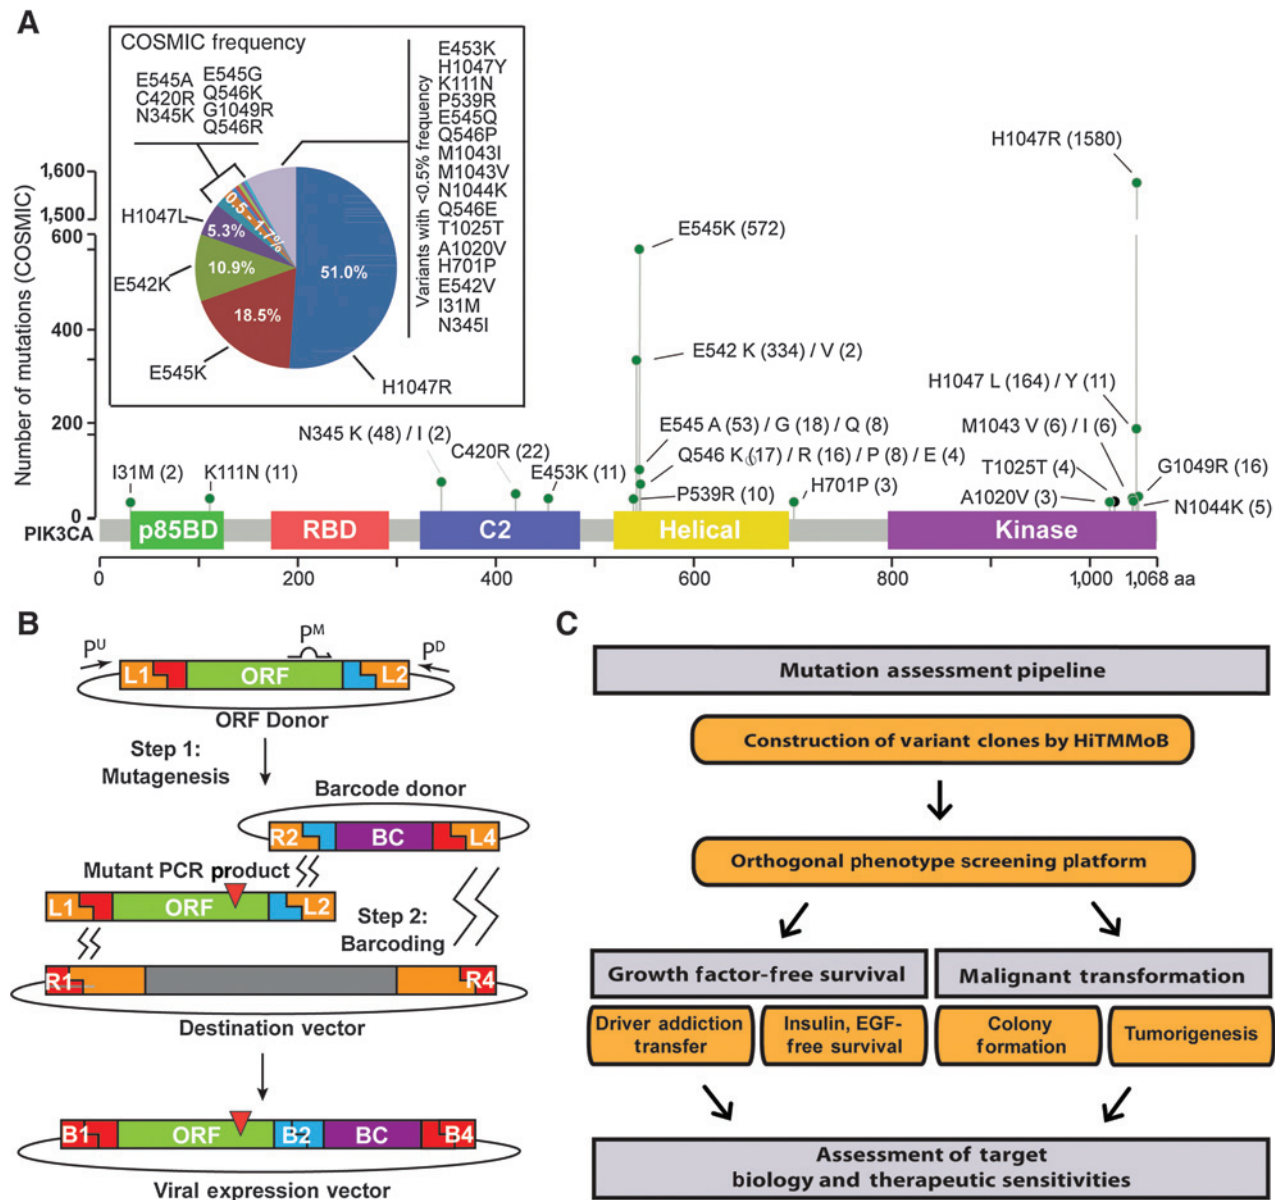 A
COSMIC frequency
E545A
C420R
N345K
E545G
Q546K
G1049R
Q546R
Variants with <0.5% frequency
E453K
H1047Y
K111N
P539R
E545Q
Q546P
M1043I
M1043V
N1044K
Q546E
T1025T
A1020V
H701P
E542V
I31M
N345I
H1047L
5.3%
0.5 - 1.7%
E542K
10.9%
51.0%
18.5%
E545K
H1047R
Number of mutations (COSMIC)
1,600
1,500
600
400
200
0
H1047R (1580)
E545K (572)
E542 K (334) / V (2)
H1047 L (164) / Y (11)
N345 K (48) / I (2)
E545 A (53) / G (18) / Q (8)
M1043 V (6) / I (6)
C420R (22)
Q546 K (17) / R (16) / P (8) / E (4)
I31M (2)
K111N (11)
E453K (11)
P539R (10)
H701P (3)
T1025T (4)
G1049R (16)
A1020V (3)
N1044K (5)
PIK3CA
p85BD
RBD
C2
Helical
Kinase
0
200
400
600
800
1,000
1,068 aa
B
PU
PM
PD
L1
ORF
L2
ORF Donor
Step 1:
Mutagenesis
Barcode donor
R2
BC
L4
Mutant PCR product
L1
ORF
L2
Step 2:
Barcoding
R1
R4
Destination vector
B1
ORF
B2
BC
B4
Viral expression vector
C
Mutation assessment pipeline
Construction of variant clones by HiTMMoB
Orthogonal phenotype screening platform
Growth factor-free survival
Malignant transformation
Driver addiction
transfer
Insulin, EGF-
free survival
Colony
formation
Tumorigenesis
Assessment of target
biology and therapeutic sensitivities